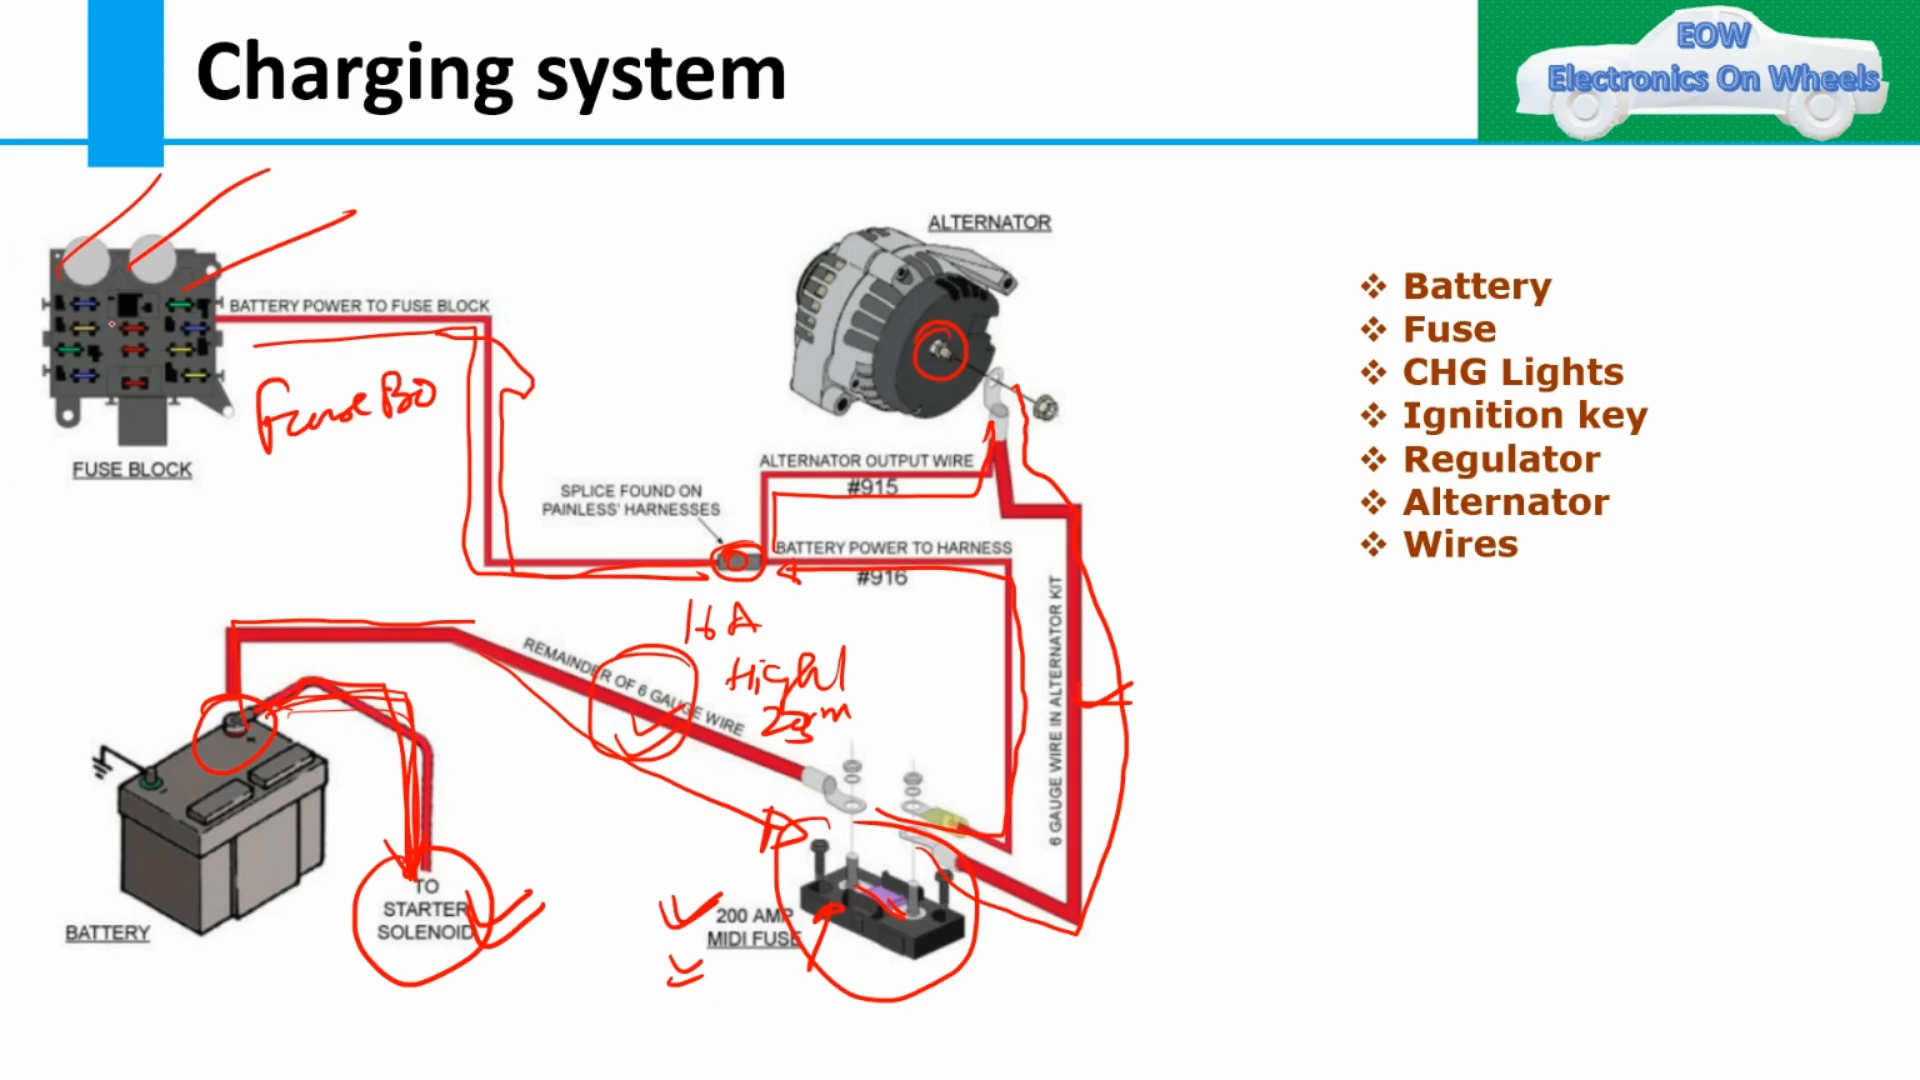 Charging system
EOW
Electronics On Wheels
ALTERNATOR
BATTERY POWER TO FUSE BLOCK
Fuse Bo
FUSE BLOCK
ALTERNATOR OUTPUT WIRE
#915
SPLICE FOUND ON
PAINLESS' HARNESSES
BATTERY POWER TO HARNESS
#916
6 GAUGE WIRE IN ALTERNATOR KIT
REMAINDER OF 6 GAUGE WIRE
TO
STARTER
SOLENOID
BATTERY
200 AMP
MIDI FUSE
❖ Battery
❖ Fuse
❖ CHG Lights
❖ Ignition key
❖ Regulator
❖ Alternator
❖ Wires